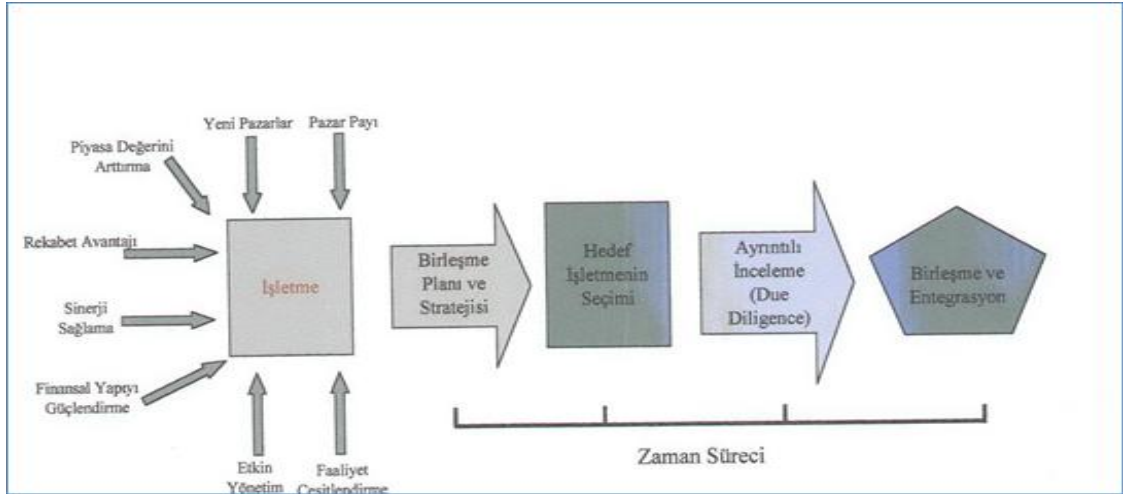 Yeni Pazarlar
Pazar Payı
Piyasa Değerini
Arttırma
Rekabet Avantajı
Sinerji
Sağlama
Finansal Yapıyı
Güçlendirme
Etkin
Yönetim
Faaliyet
Çeşitlendirme
İşletme
Birleşme
Planı ve
Stratejisi
Hedef
İşletmenin
Seçimi
Ayrıntılı
İnceleme
(Due
Diligence)
Birleşme ve
Entegrasyon
Zaman Süreci